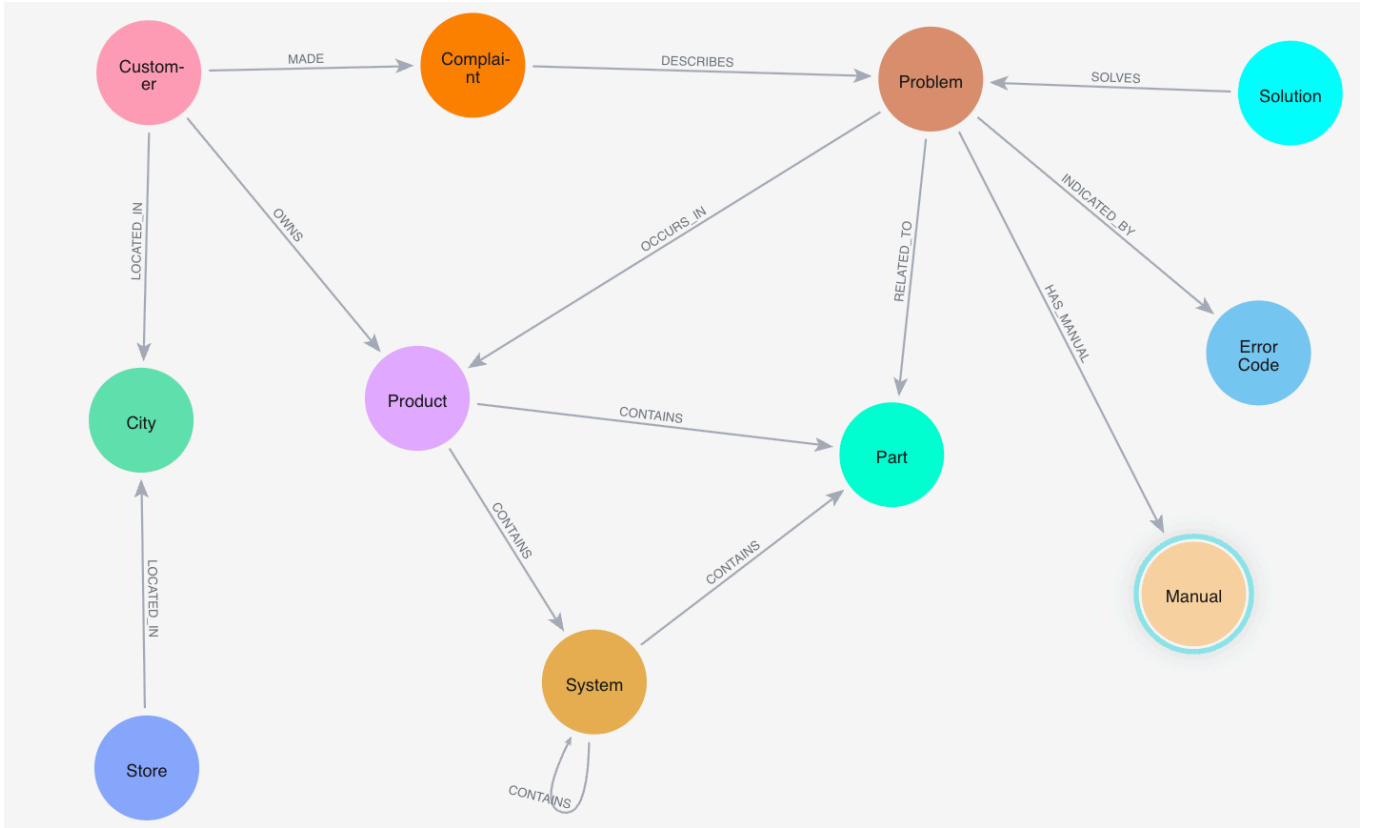 Custom-
er
MADE
Complai-
nt
DESCRIBES
Problem
SOLVES
Solution
LOCATED_IN
OWNS
OCCURS_IN
RELATED_TO
INDICATED_BY
HAS_MANUAL
Error
Code
City
Product
CONTAINS
Part
CONTAINS
CONTAINS
Manual
LOCATED_IN
System
Store
CONTAINS